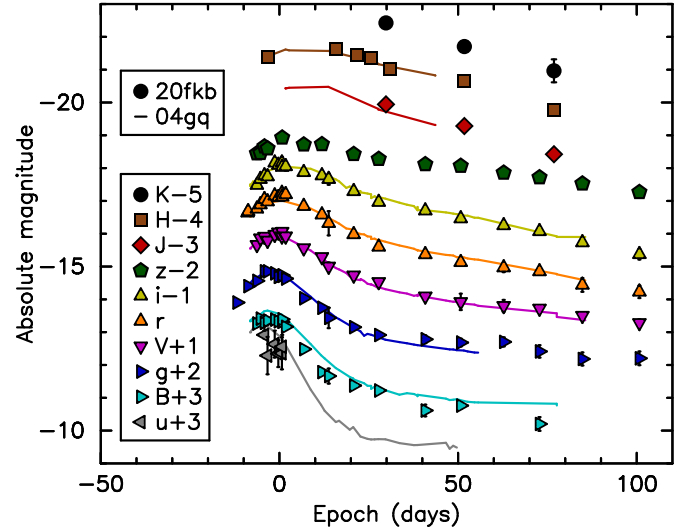 20fkb
04gq
K−5
H−4
J−3
z−2
i−1
r
V+1
g+2
B+3
u+3
Absolute magnitude
−20
−15
−10
−50
0
50
100
Epoch (days)